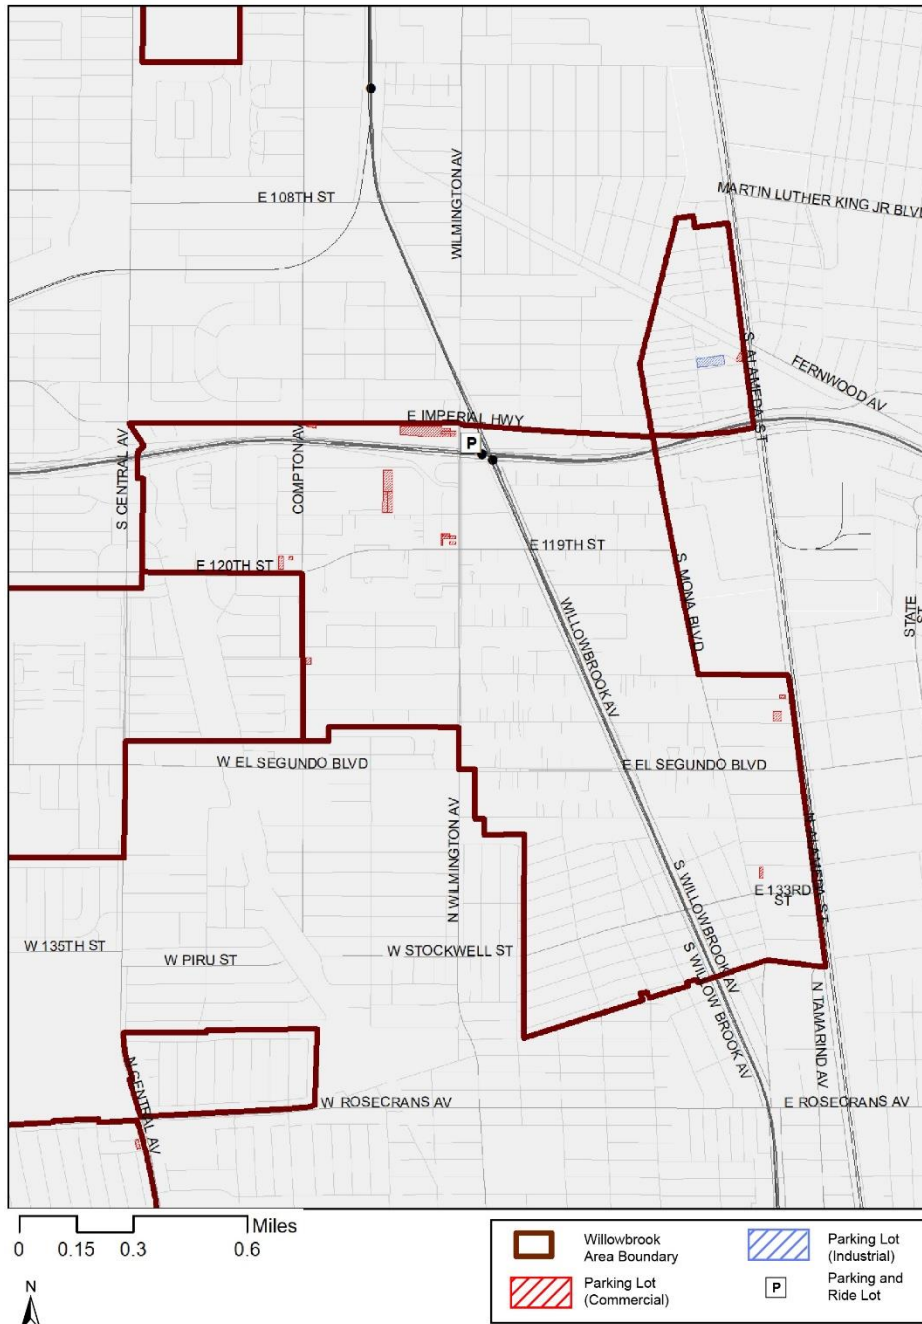 E 108TH ST
WILMINGTON AV
MARTIN LUTHER KING JR BLVD
S ALAMEDA ST
FERNWOOD AV
E IMPERIAL HWY
S CENTRAL AV
COMPTON AV
P
E 119TH ST
E 120TH ST
S MONA BLVD
STATE
ST
WILLOWBROOK AV
W EL SEGUNDO BLVD
E EL SEGUNDO BLVD
N WILMINGTON AV
N ALAMEDA ST
S WILLOWBROOK AV
E 133RD
ST
W 135TH ST
W PIRU ST
W STOCKWELL ST
S WILLOW BROOK AV
N TAMARIND AV
N CENTRAL AV
W ROSECRANS AV
E ROSECRANS AV
Miles
0 0.15 0.3 0.6
N
Willowbrook
Area Boundary
Parking Lot
(Industrial)
Parking Lot
(Commercial)
P
Parking and
Ride Lot